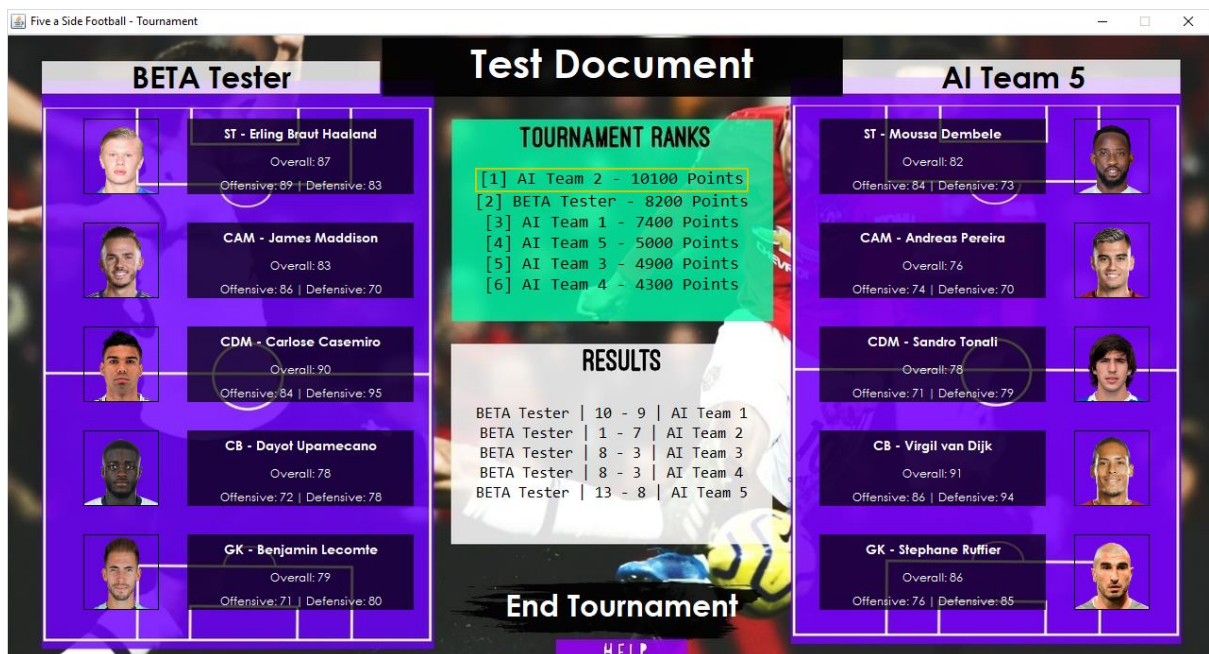 Five a Side Football - Tournament
Test Document
BETA Tester
ST - Erling Braut Haaland
Overall: 87
Offensive: 89 | Defensive: 83
CAM - James Maddison
Overall: 83
Offensive: 86 | Defensive: 70
CDM - Carlose Casemiro
Overall: 90
Offensive: 84 | Defensive: 95
CB - Dayot Upamecano
Overall: 78
Offensive: 72 | Defensive: 78
GK - Benjamin Lecomte
Overall: 79
Offensive: 71 | Defensive: 80
TOURNAMENT RANKS
[1] AI Team 2 - 10100 Points
[2] BETA Tester - 8200 Points
[3] AI Team 1 - 7400 Points
[4] AI Team 5 - 5000 Points
[5] AI Team 3 - 4900 Points
[6] AI Team 4 - 4300 Points
RESULTS
BETA Tester | 10 - 9 | AI Team 1
BETA Tester | 1 - 7 | AI Team 2
BETA Tester | 8 - 3 | AI Team 3
BETA Tester | 8 - 3 | AI Team 4
BETA Tester | 13 - 8 | AI Team 5
End Tournament
HELP
AI Team 5
ST - Moussa Dembele
Overall: 82
Offensive: 84 | Defensive: 73
CAM - Andreas Pereira
Overall: 76
Offensive: 74 | Defensive: 70
CDM - Sandro Tonali
Overall: 78
Offensive: 71 | Defensive: 79
CB - Virgil van Dijk
Overall: 91
Offensive: 86 | Defensive: 94
GK - Stephane Ruffier
Overall: 86
Offensive: 76 | Defensive: 85